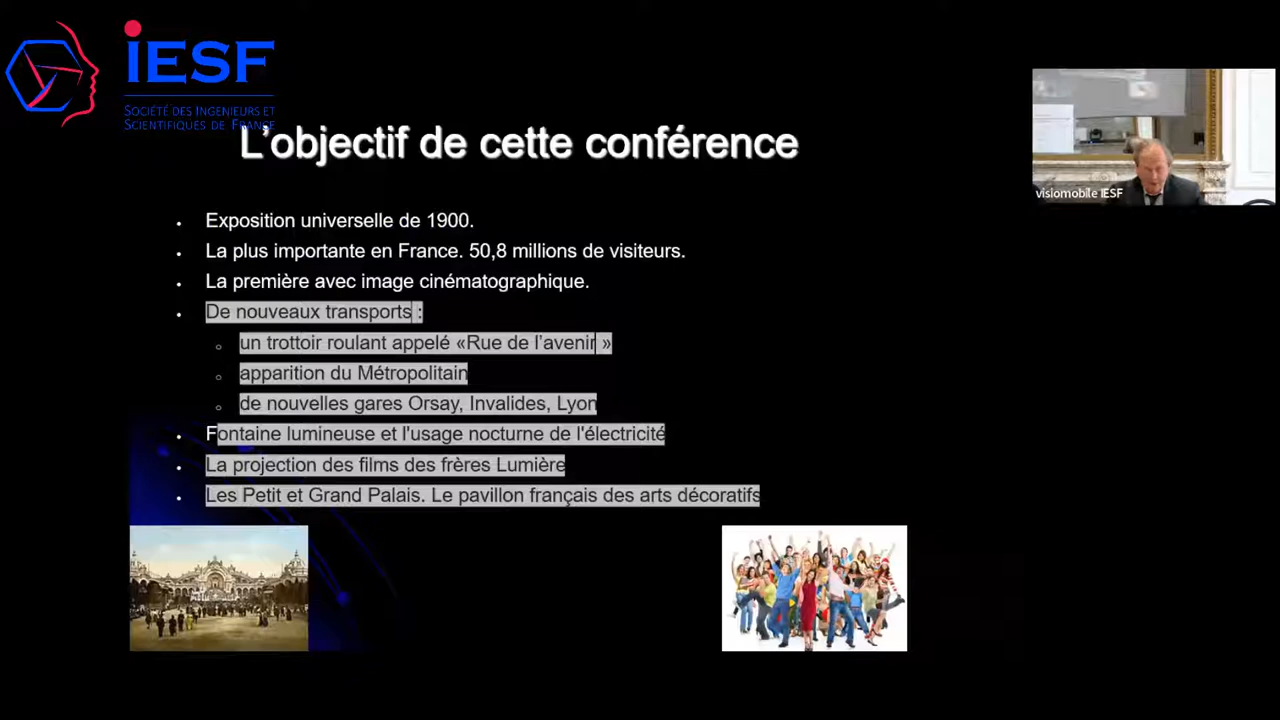 iESF
SOCIÉTÉ DES INGENIEURS ET
SCIENTIFIQUES DE FRANCE
L'objectif de cette conférence
visiomobile IESF
• Exposition universelle de 1900.
• La plus importante en France. 50,8 millions de visiteurs.
• La première avec image cinématographique.
• De nouveaux transports :
○ un trottoir roulant appelé «Rue de l'avenir »
○ apparition du Métropolitain
○ de nouvelles gares Orsay, Invalides, Lyon
• Fontaine lumineuse et l'usage nocturne de l'électricité
• La projection des films des frères Lumière
• Les Petit et Grand Palais. Le pavillon français des arts décoratifs